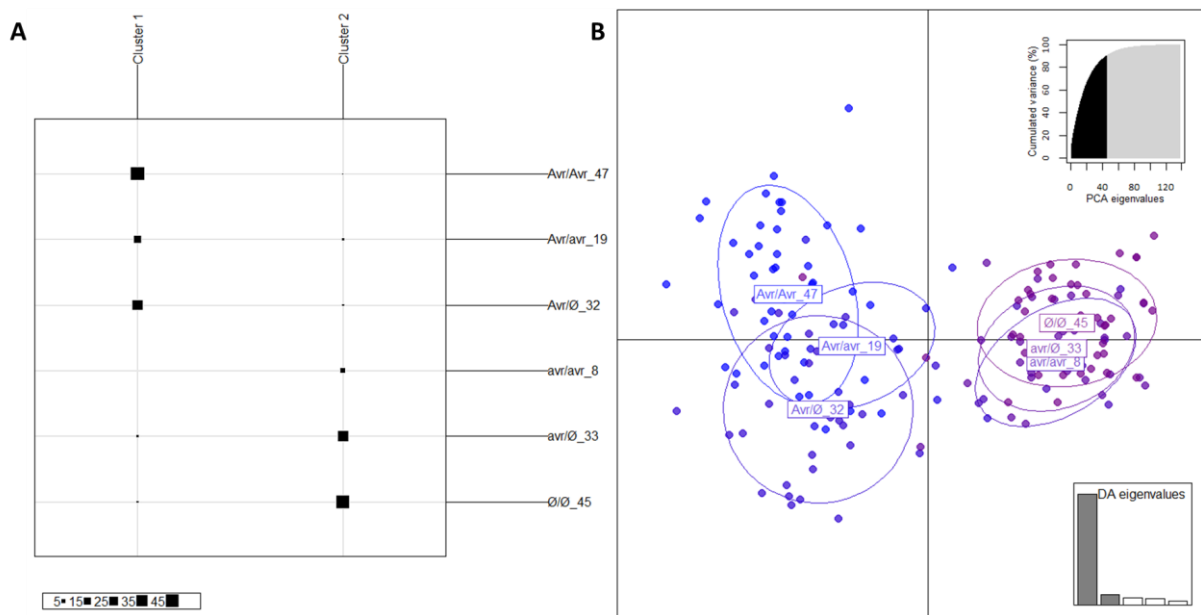 A
Cluster 1
Cluster 2
Avr/Avr_47
Avr/avr_19
Avr/Ø_32
avr/avr_8
avr/Ø_33
Ø/Ø_45
5 15 25 35 45
B
Avr/Avr_47
Avr/avr_19
Avr/Ø_32
Ø/Ø_45
avr/Ø_33
avr/avr_8
Cumulated variance (%)
0 20 40 60 80 100
0 40 80 120
PCA eigenvalues
DA eigenvalues